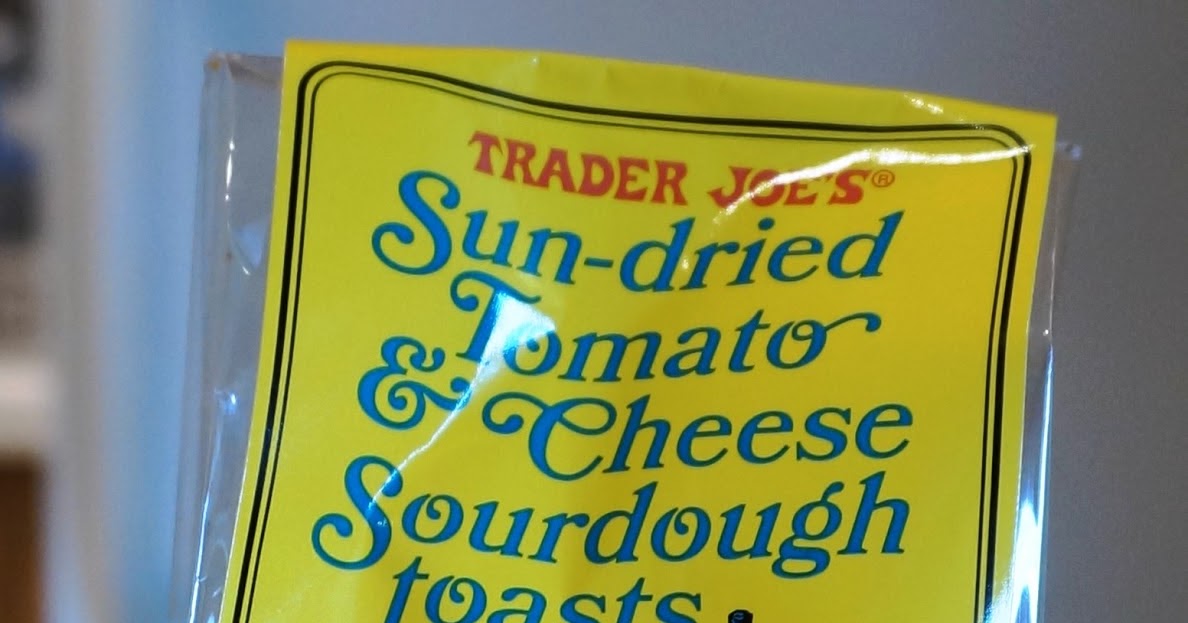 TRADER JOE'S®
Sun-dried
Tomato
& Cheese
Sourdough
toasts